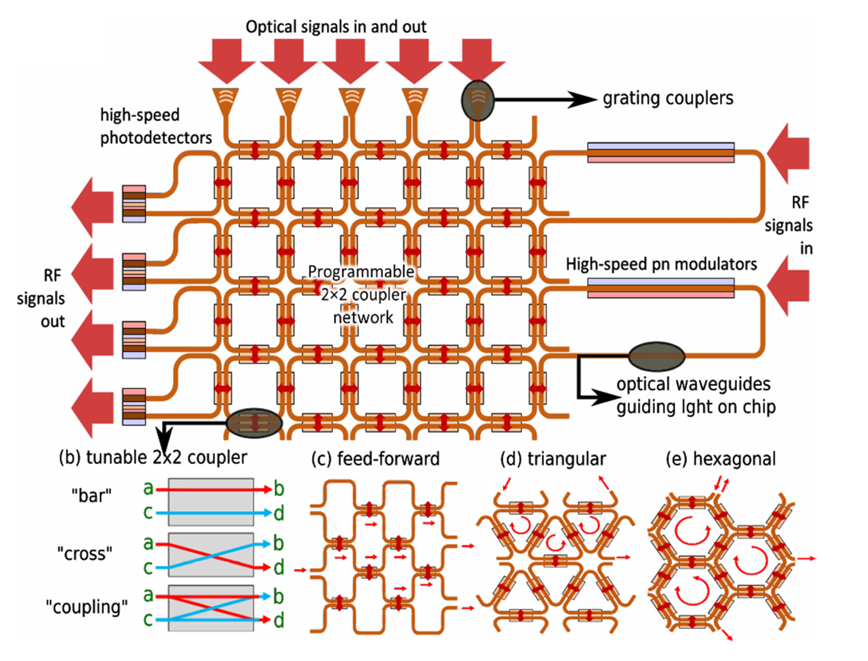 Optical signals in and out
grating couplers
high-speed
photodetectors
RF
signals
in
RF
signals
out
Programmable
2×2 coupler
network
High-speed pn modulators
optical waveguides
guiding lght on chip
(b) tunable 2x2 coupler
(c) feed-forward
(d) triangular
(e) hexagonal
"bar"
a
b
c
d
"cross"
a
b
c
d
"coupling"
a
b
c
d